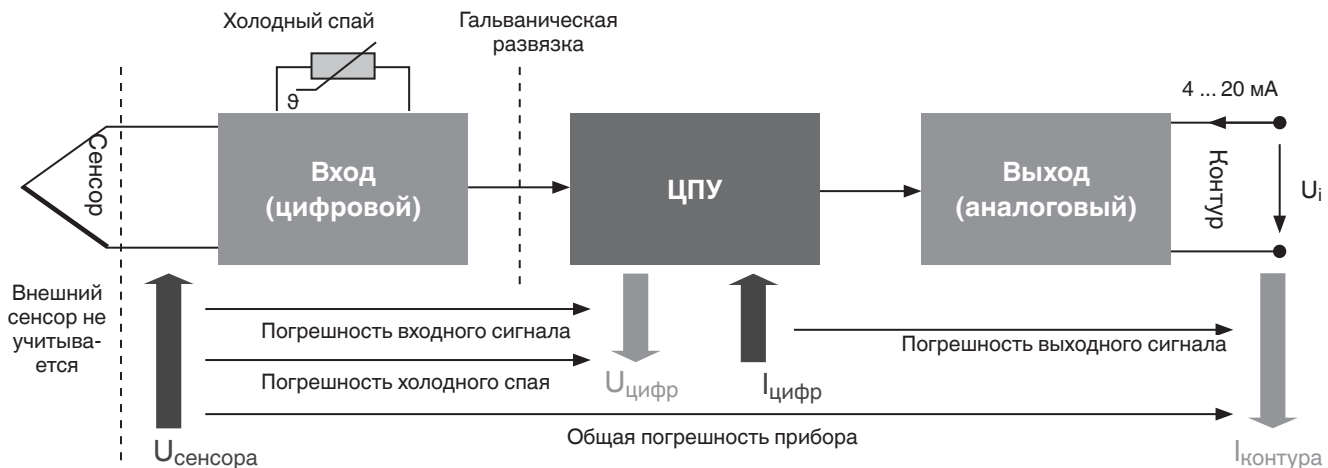 Холодный спай
Гальваническая
развязка
4 ... 20 мА
ϑ
Сенсор
Вход
(цифровой)
ЦПУ
Выход
(аналоговый)
Контур
Ui
Внешний
сенсор не
учитыва-
ется
Погрешность входного сигнала
Погрешность выходного сигнала
Погрешность холодного спая
Uцифр
Iцифр
Общая погрешность прибора
Uсенсора
Iконтура